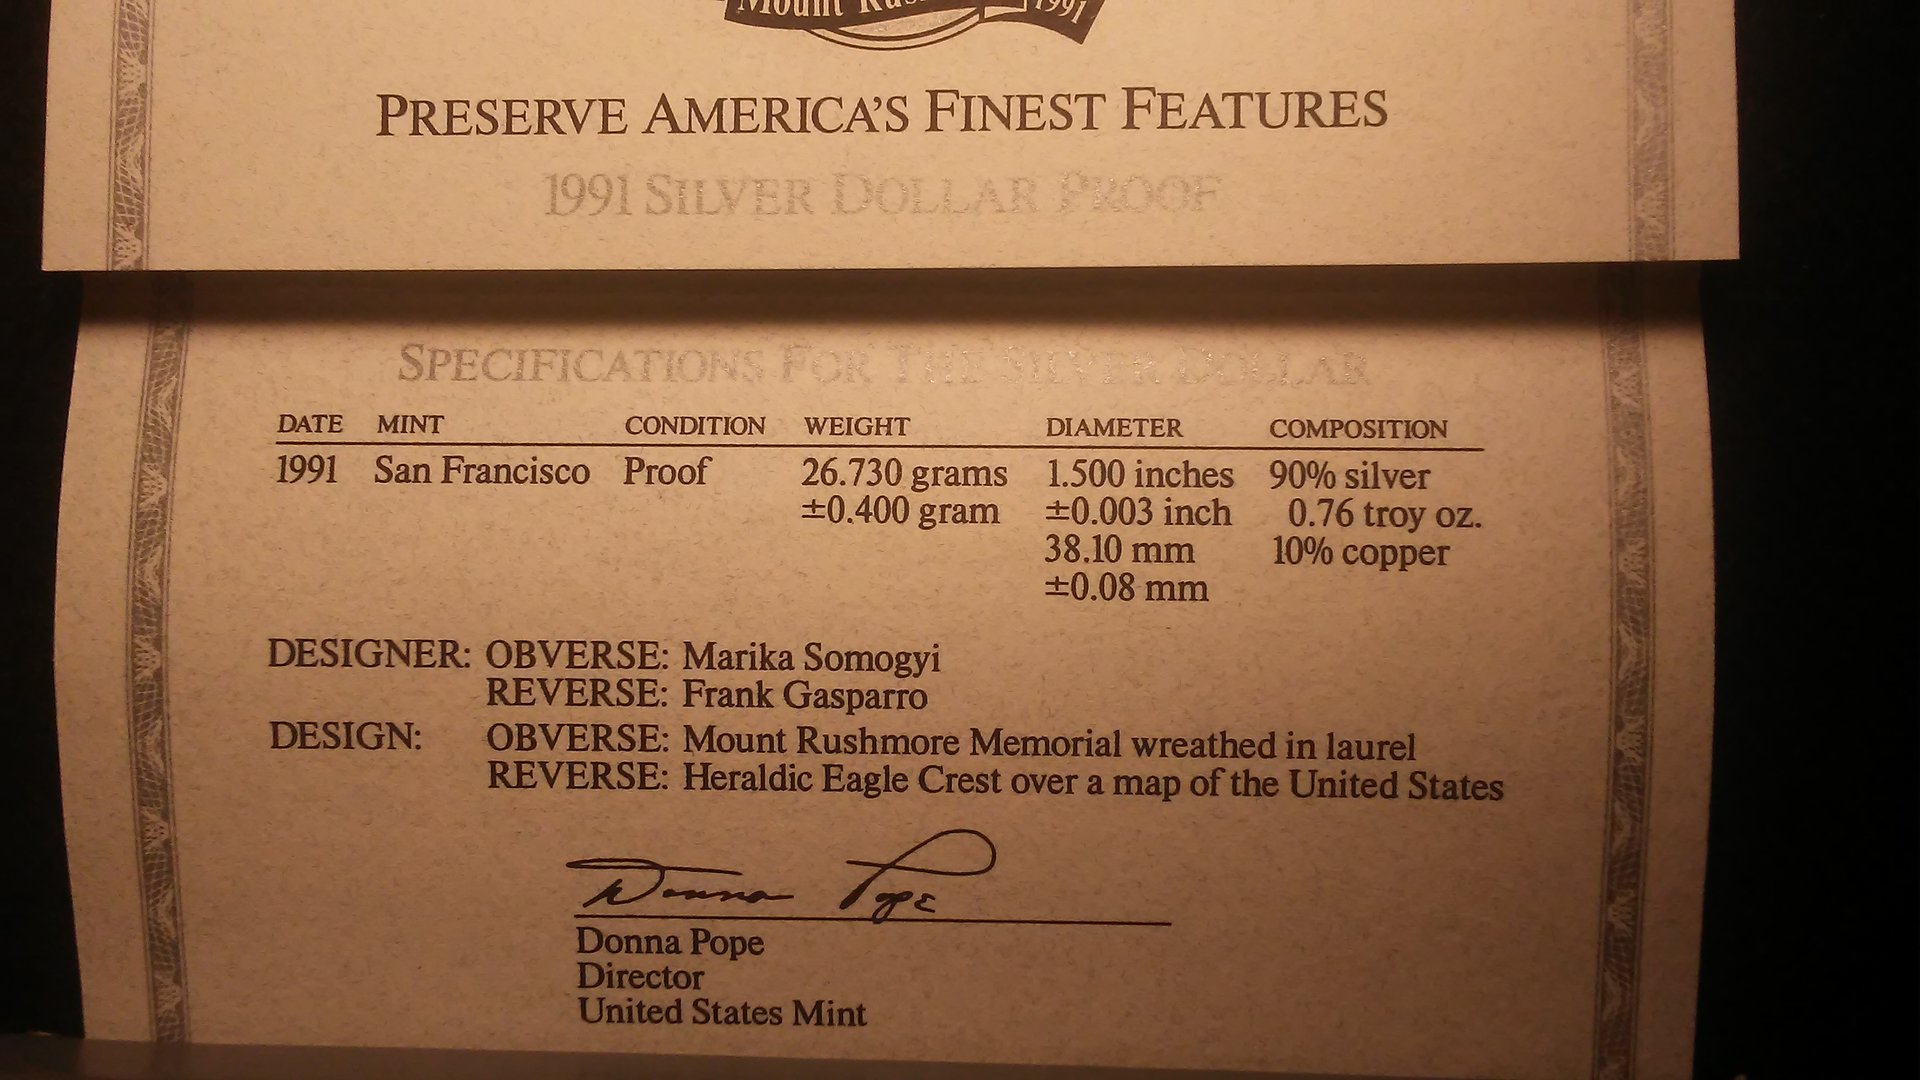 Mount 1991
PRESERVE AMERICA'S FINEST FEATURES
1991 SILVER DOLLAR PROOF
SPECIFICATIONS FOR THE SILVER DOLLAR
DATE MINT CONDITION WEIGHT DIAMETER COMPOSITION
1991 San Francisco Proof 26.730 grams 1.500 inches 90% silver
±0.400 gram ±0.003 inch 0.76 troy oz.
38.10 mm 10% copper
±0.08 mm
DESIGNER: OBVERSE: Marika Somogyi
REVERSE: Frank Gasparro
DESIGN: OBVERSE: Mount Rushmore Memorial wreathed in laurel
REVERSE: Heraldic Eagle Crest over a map of the United States
Donna Pope
Donna Pope
Director
United States Mint